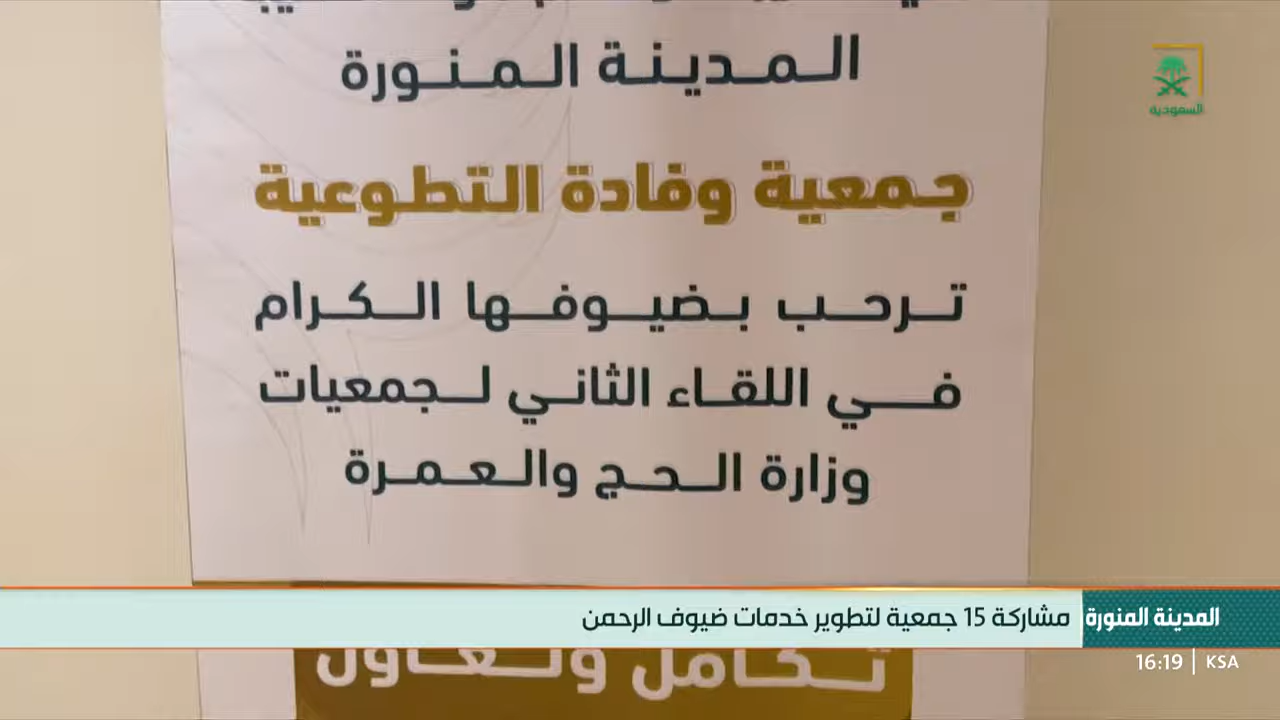 المدينة المنورة
جمعية وفادة التطوعية
ترحب بضيوفها الكرام
في اللقاء الثاني لجمعيات
وزارة الحج والعمرة
السعودية
المدينة المنورة
مشاركة 15 جمعية لتطوير خدمات ضيوف الرحمن
تكامل وتعاون
16:19 | KSA